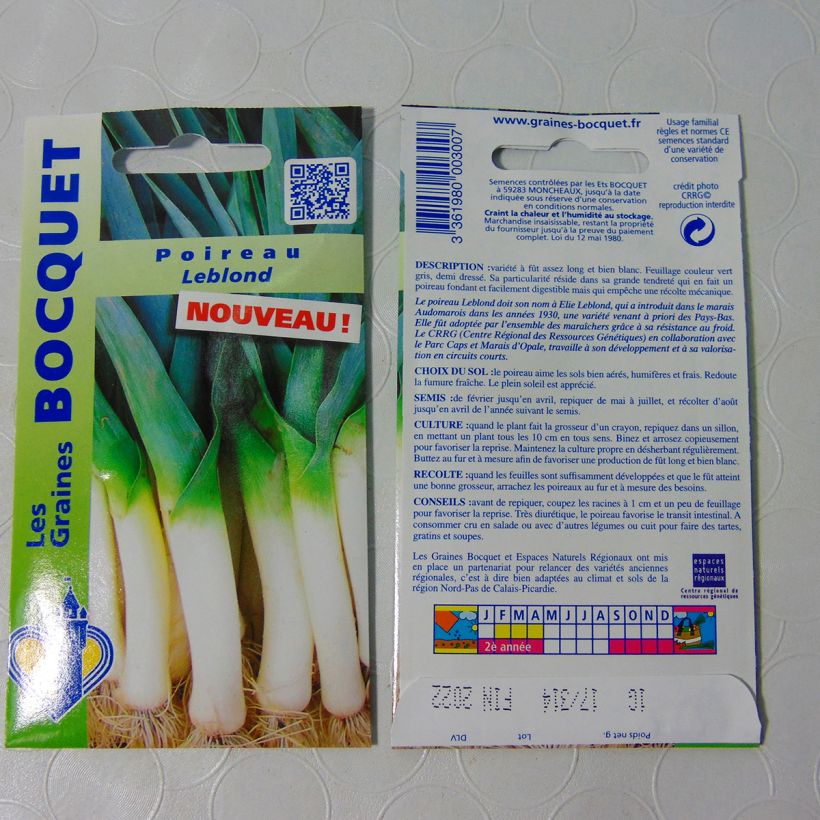 Les
Graines
BOCQUET
Poireau
Leblond
NOUVEAU !
www.graines-bocquet.fr
3 361980 003007
Semences contrôlées par les Ets BOCQUET
à 59283 MONCHEAUX, jusqu'à la date
indiquée sous réserve d'une conservation
en conditions normales.
Craint la chaleur et l'humidité au stockage.
Marchandise insaisissable, restant la propriété
du fournisseur jusqu'à la preuve du paiement
complet. Loi du 12 mai 1980.
Usage familial
règles et normes CE
semences standard
d'une variété de
conservation
crédit photo
CRRG©
reproduction interdite
DESCRIPTION :variété à fût assez long et bien blanc. Feuillage couleur vert
gris, demi dressé. Sa particularité réside dans sa grande tendreté qui en fait un
poireau fondant et facilement digestible mais qui empêche une récolte mécanique.
Le poireau Leblond doit son nom à Elie Leblond, qui a introduit dans le marais
Audomarois dans les années 1930, une variété venant à priori des Pays-Bas.
Elle fût adoptée par l'ensemble des maraîchers grâce à sa résistance au froid.
Le CRRG (Centre Régional des Ressources Génétiques) en collaboration avec
le Parc Caps et Marais d'Opale, travaille à son développement et à sa valorisa-
tion en circuits courts.
CHOIX DU SOL :le poireau aime les sols bien aérés, humifères et frais. Redoute
la fumure fraîche. Le plein soleil est apprécié.
SEMIS :de février jusqu'en avril, repiquer de mai à juillet, et récolter d'août
jusqu'en avril de l'année suivant le semis.
CULTURE :quand le plant fait la grosseur d'un crayon, repiquez dans un sillon,
en mettant un plant tous les 10 cm en tous sens. Binez et arrosez copieusement
pour favoriser la reprise. Maintenez la culture propre en désherbant régulièrement.
Buttez au fur et à mesure afin de favoriser une production de fût long et bien blanc.
RECOLTE :quand les feuilles sont suffisamment développées et que le fût atteint
une bonne grosseur, arrachez les poireaux au fur et à mesure des besoins.
CONSEILS :avant de repiquer, coupez les racines à 1 cm et un peu de feuillage
pour favoriser la reprise. Très diurétique, le poireau favorise le transit intestinal. A
consommer cru en salade ou avec d'autres légumes ou cuit pour faire des tartes,
gratins et soupes.
Les Graines Bocquet et Espaces Naturels Régionaux ont mis
en place un partenariat pour relancer des variétés anciennes
régionales, c'est à dire bien adaptées au climat et sols de la
région Nord-Pas de Calais-Picardie.
espaces
naturels
régionaux
Centre régional de
ressources génétiques
J F M A M J J A S O N D
2è année
1G 17/314 FIN 2022
Poids net g. Lot DLV